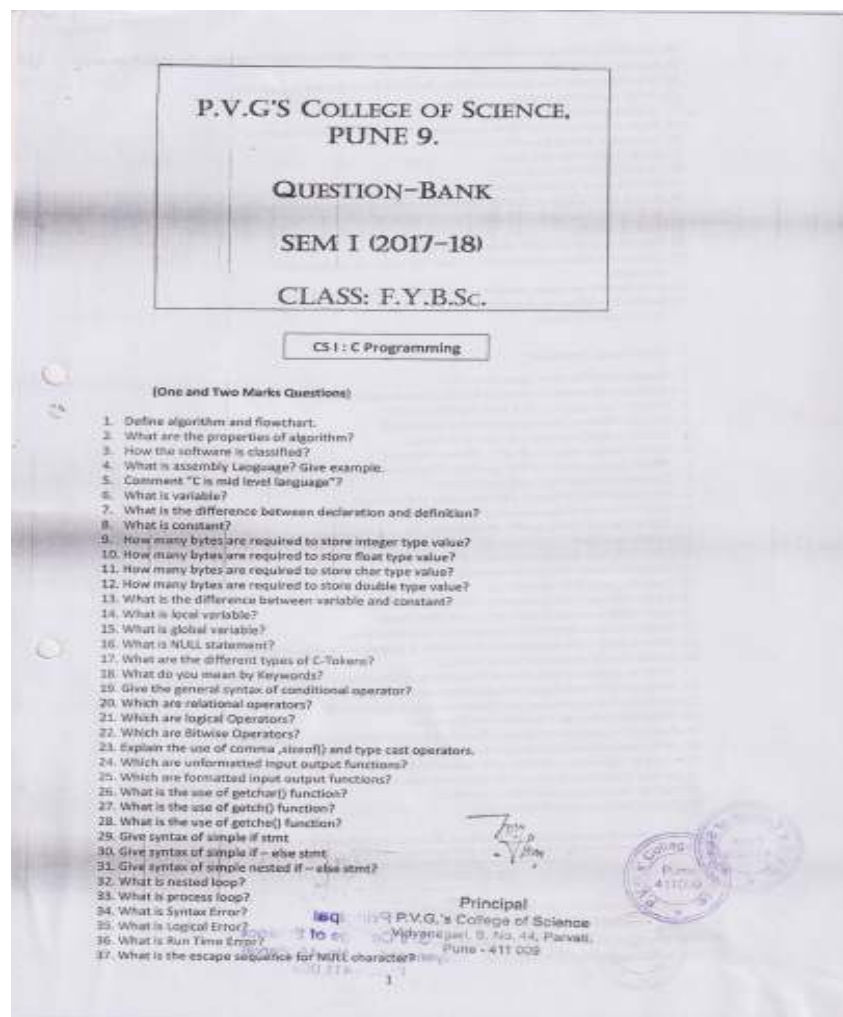 P.V.G'S COLLEGE OF SCIENCE,
PUNE 9.
QUESTION-BANK
SEM I (2017-18)
CLASS: F.Y.B.Sc.
CS I : C Programming
(One and Two Marks Questions)
1. Define algorithm and flowchart.
2. What are the properties of algorithm?
3. How the software is classified?
4. What is assembly Language? Give example.
5. Comment "C is mid level language"?
6. What is variable?
7. What is the difference between declaration and definition?
8. What is constant?
9. How many bytes are required to store integer type value?
10. How many bytes are required to store float type value?
11. How many bytes are required to store char type value?
12. How many bytes are required to store double type value?
13. What is the difference between variable and constant?
14. What is local variable?
15. What is global variable?
16. What is NULL statement?
17. What are the different types of C-Tokens?
18. What do you mean by Keywords?
19. Give the general syntax of conditional operator?
20. Which are relational operators?
21. Which are logical Operators?
22. Which are Bitwise Operators?
23. Explain the use of comma ,sizeof() and type cast operators.
24. Which are unformatted input output functions?
25. Which are formatted input output functions?
26. What is the use of getchar() function?
27. What is the use of getch() function?
28. What is the use of getche() function?
29. Give syntax of simple if stmt
30. Give syntax of simple if – else stmt
31. Give syntax of simple nested if – else stmt?
32. What is nested loop?
33. What is process loop?
34. What is Syntax Error?
35. What is Logical Error?
36. What is Run Time Error?
37. What is the escape sequence for NULL character?
Principal
P.V.G.'s College of Science
Vidyanagari, S. No. 44, Parvati,
Pune - 411 009
Pune
411009
1